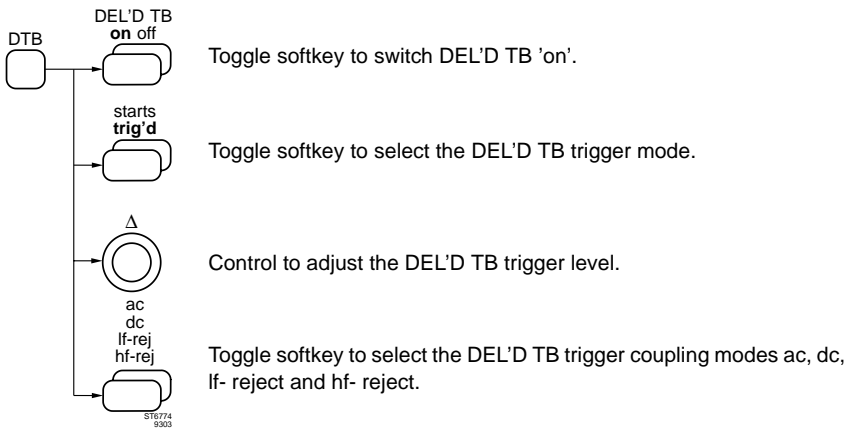 DEL’D TB
on off
DTB
Toggle softkey to switch DEL’D TB ’on’.
starts
trig’d
Toggle softkey to select the DEL’D TB trigger mode.
Δ
Control to adjust the DEL’D TB trigger level.
ac
dc
lf-rej
hf-rej
Toggle softkey to select the DEL’D TB trigger coupling modes ac, dc,
lf- reject and hf- reject.
ST6774
9303